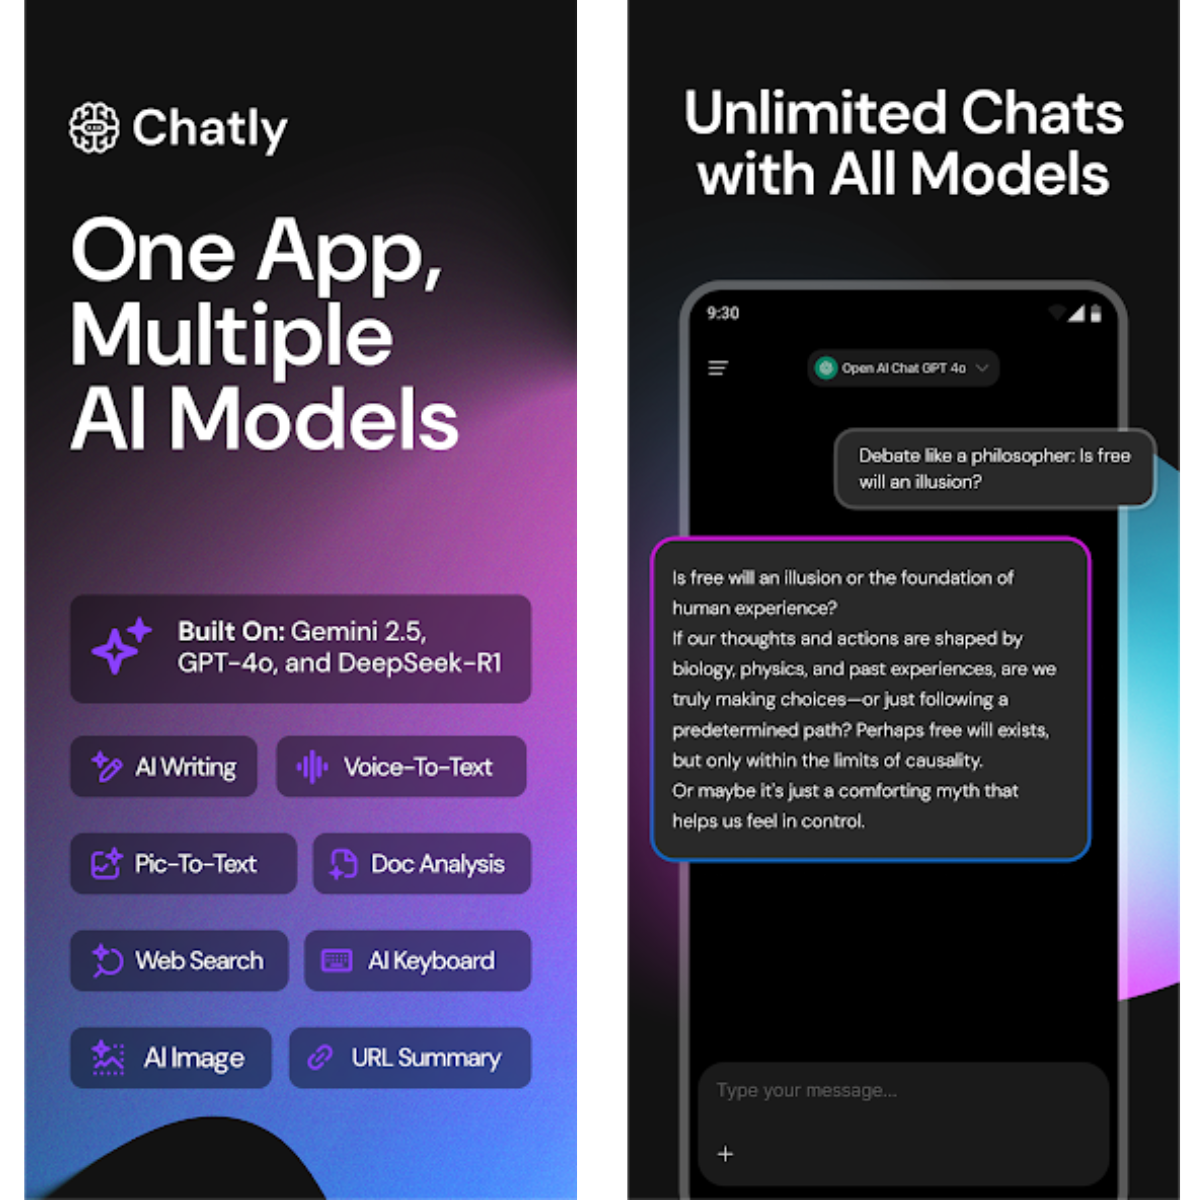 Chatly
One App,
Multiple
AI Models
Built On: Gemini 2.5,
GPT-4o, and DeepSeek-R1
AI Writing
Voice-To-Text
Pic-To-Text
Doc Analysis
Web Search
AI Keyboard
AI Image
URL Summary
Unlimited Chats
with All Models
9:30
Open AI Chat GPT 4o
Debate like a philosopher: Is free
will an illusion?
Is free will an illusion or the foundation of
human experience?
If our thoughts and actions are shaped by
biology, physics, and past experiences, are we
truly making choices—or just following a
predetermined path? Perhaps free will exists,
but only within the limits of causality.
Or maybe it's just a comforting myth that
helps us feel in control.
Type your message...
+